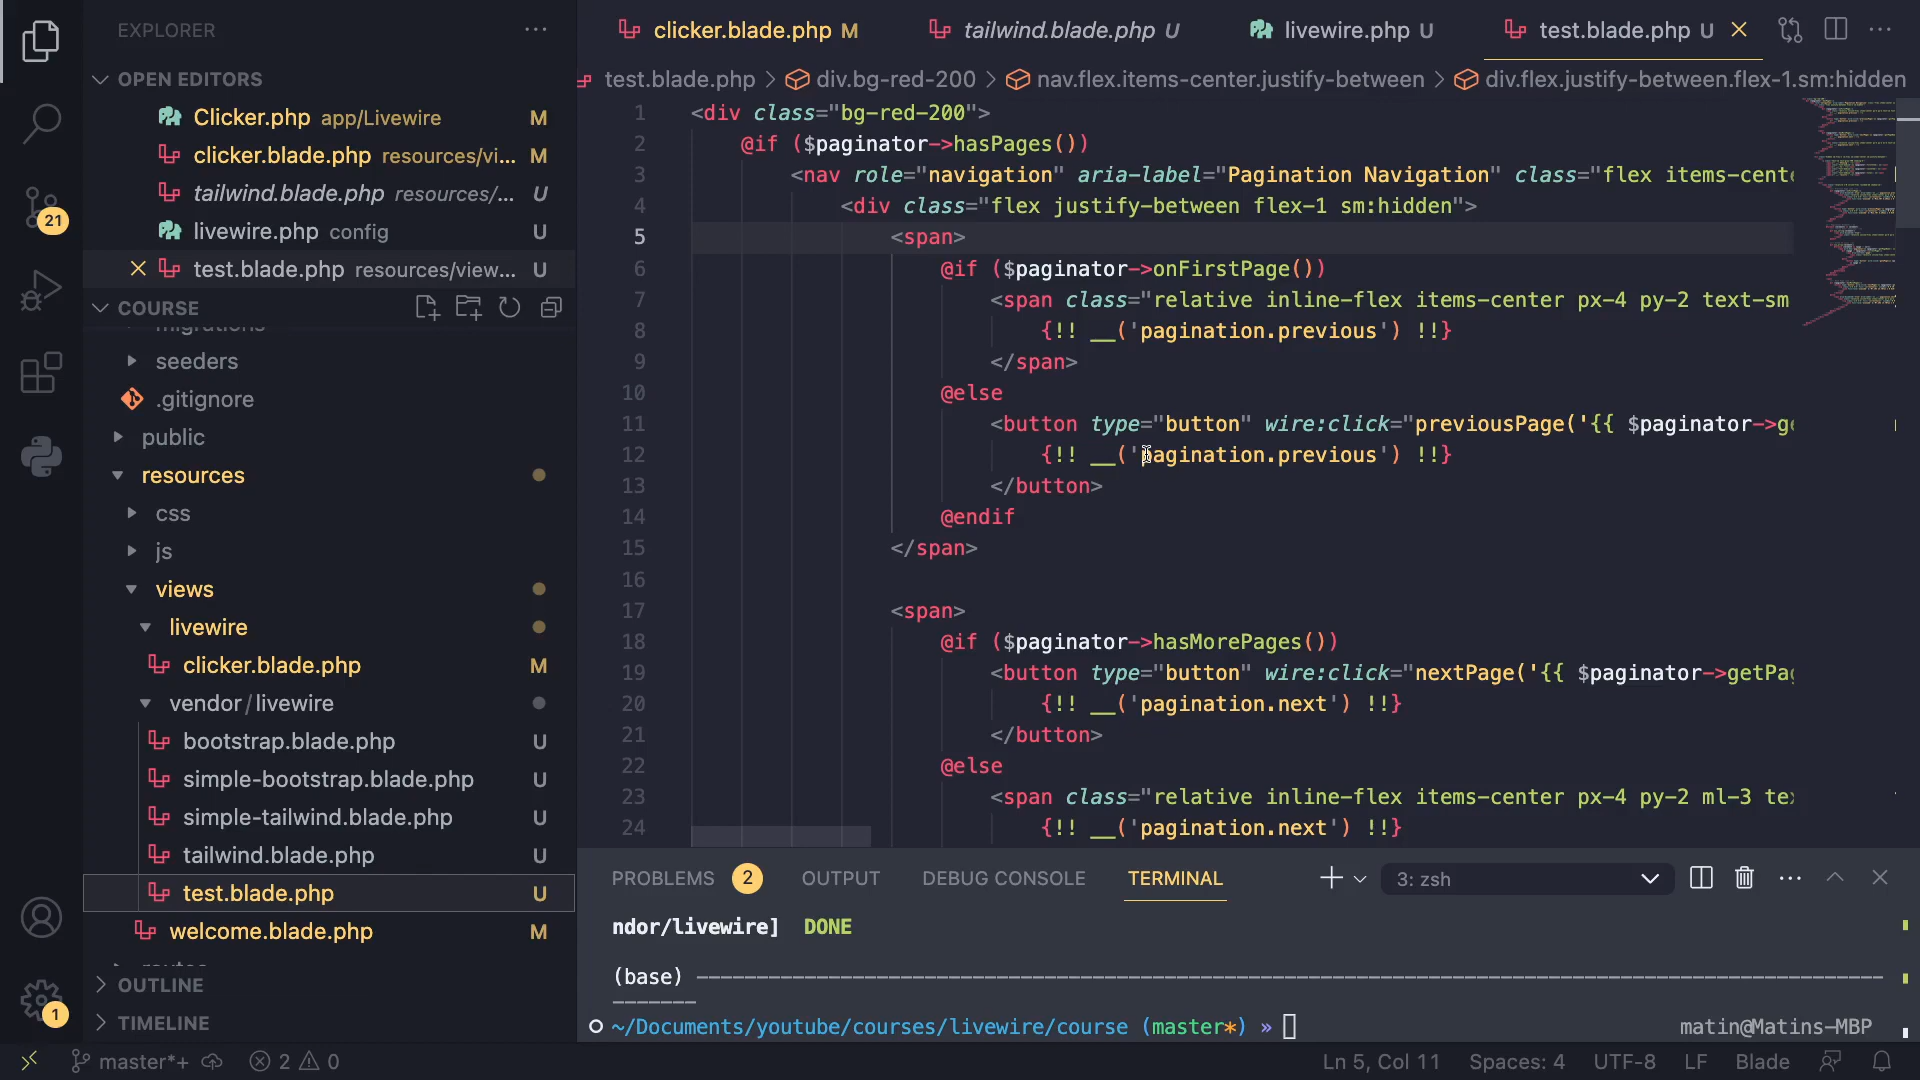 EXPLORER
OPEN EDITORS
Clicker.php app/Livewire M
clicker.blade.php resources/vi... M
tailwind.blade.php resources/... U
livewire.php config U
test.blade.php resources/view... U
COURSE
migrations
seeders
.gitignore
public
resources
css
js
views
livewire
clicker.blade.php M
vendor/livewire
bootstrap.blade.php U
simple-bootstrap.blade.php U
simple-tailwind.blade.php U
tailwind.blade.php U
test.blade.php U
welcome.blade.php M
OUTLINE
TIMELINE
21
1
clicker.blade.php M
tailwind.blade.php U
livewire.php U
test.blade.php U
test.blade.php > div.bg-red-200 > nav.flex.items-center.justify-between > div.flex.justify-between.flex-1.sm:hidden
1 <div class="bg-red-200">
2 @if ($paginator->hasPages())
3 <nav role="navigation" aria-label="Pagination Navigation" class="flex items-cente
4 <div class="flex justify-between flex-1 sm:hidden">
5 <span>
6 @if ($paginator->onFirstPage())
7 <span class="relative inline-flex items-center px-4 py-2 text-sm
8 {!! __('pagination.previous') !!}
9 </span>
10 @else
11 <button type="button" wire:click="previousPage('{{ $paginator->ge
12 {!! __('pagination.previous') !!}
13 </button>
14 @endif
15 </span>
16
17 <span>
18 @if ($paginator->hasMorePages())
19 <button type="button" wire:click="nextPage('{{ $paginator->getPag
20 {!! __('pagination.next') !!}
21 </button>
22 @else
23 <span class="relative inline-flex items-center px-4 py-2 ml-3 tex
24 {!! __('pagination.next') !!}
PROBLEMS 2 OUTPUT DEBUG CONSOLE TERMINAL 3: zsh
ndor/livewire] DONE
(base)
~/Documents/youtube/courses/livewire/course (master*) » matin@Matins-MBP
master*+ 2 0 Ln 5, Col 11 Spaces: 4 UTF-8 LF Blade